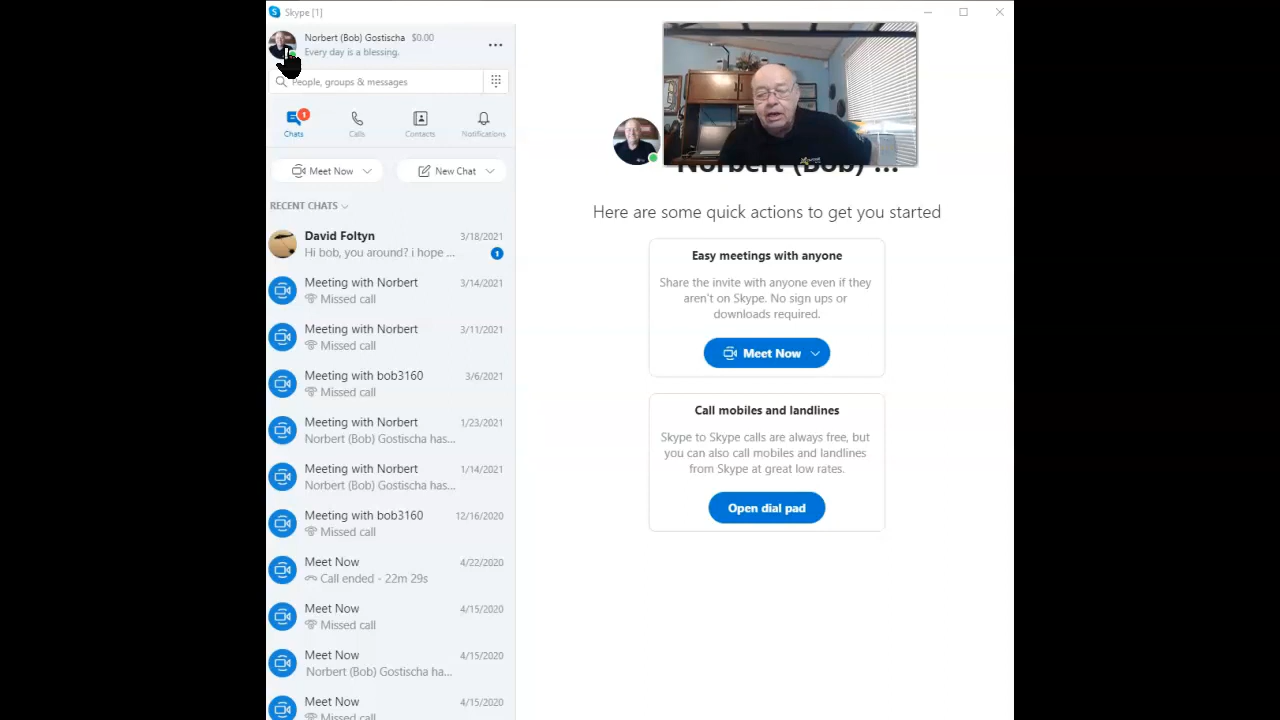 Skype [1]
Norbert (Bob) Gostischa $0.00
Every day is a blessing.
People, groups & messages
1
Chats
Calls
Contacts
Notifications
Meet Now
New Chat
RECENT CHATS
David Foltyn 3/18/2021
Hi bob, you around? i hope ... 1
Meeting with Norbert 3/14/2021
Missed call
Meeting with Norbert 3/11/2021
Missed call
Meeting with bob3160 3/6/2021
Missed call
Meeting with Norbert 1/23/2021
Norbert (Bob) Gostischa has...
Meeting with Norbert 1/14/2021
Norbert (Bob) Gostischa has...
Meeting with bob3160 12/16/2020
Missed call
Meet Now 4/22/2020
Call ended - 22m 29s
Meet Now 4/15/2020
Missed call
Meet Now 4/15/2020
Norbert (Bob) Gostischa ha...
Meet Now 4/15/2020
Missed call
Norbert (Bob) ...
Here are some quick actions to get you started
Easy meetings with anyone
Share the invite with anyone even if they
aren't on Skype. No sign ups or
downloads required.
Meet Now
Call mobiles and landlines
Skype to Skype calls are always free, but
you can also call mobiles and landlines
from Skype at great low rates.
Open dial pad